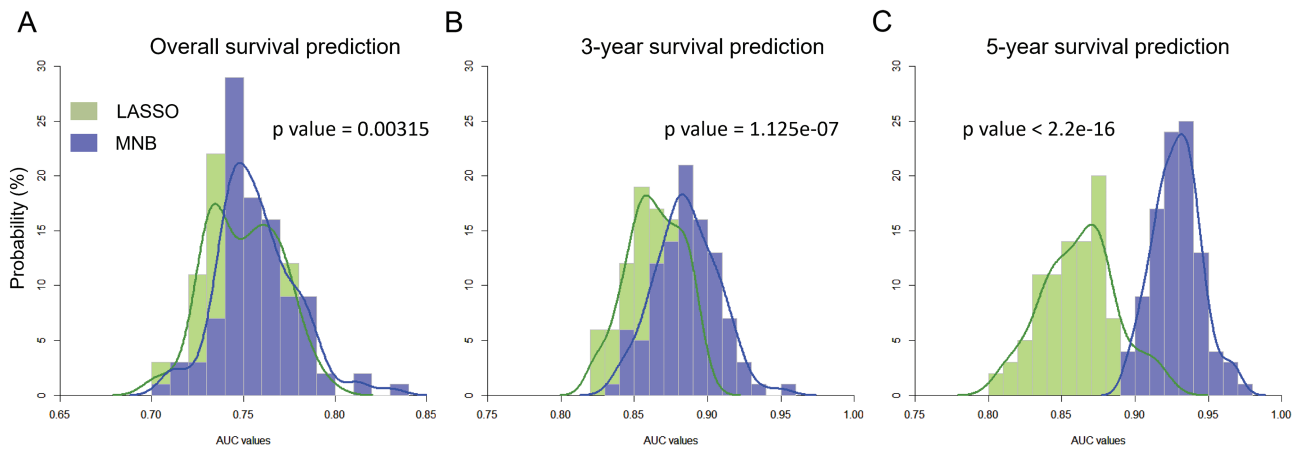 A
Overall survival prediction
30
25
20
15
10
5
0
Probability (%)
LASSO
MNB
p value = 0.00315
0.65 0.70 0.75 0.80 0.85
AUC values
B
3-year survival prediction
30
25
20
15
10
5
0
p value = 1.125e-07
0.75 0.80 0.85 0.90 0.95 1.00
AUC values
C
5-year survival prediction
30
25
20
15
10
5
0
p value < 2.2e-16
0.75 0.80 0.85 0.90 0.95 1.00
AUC values